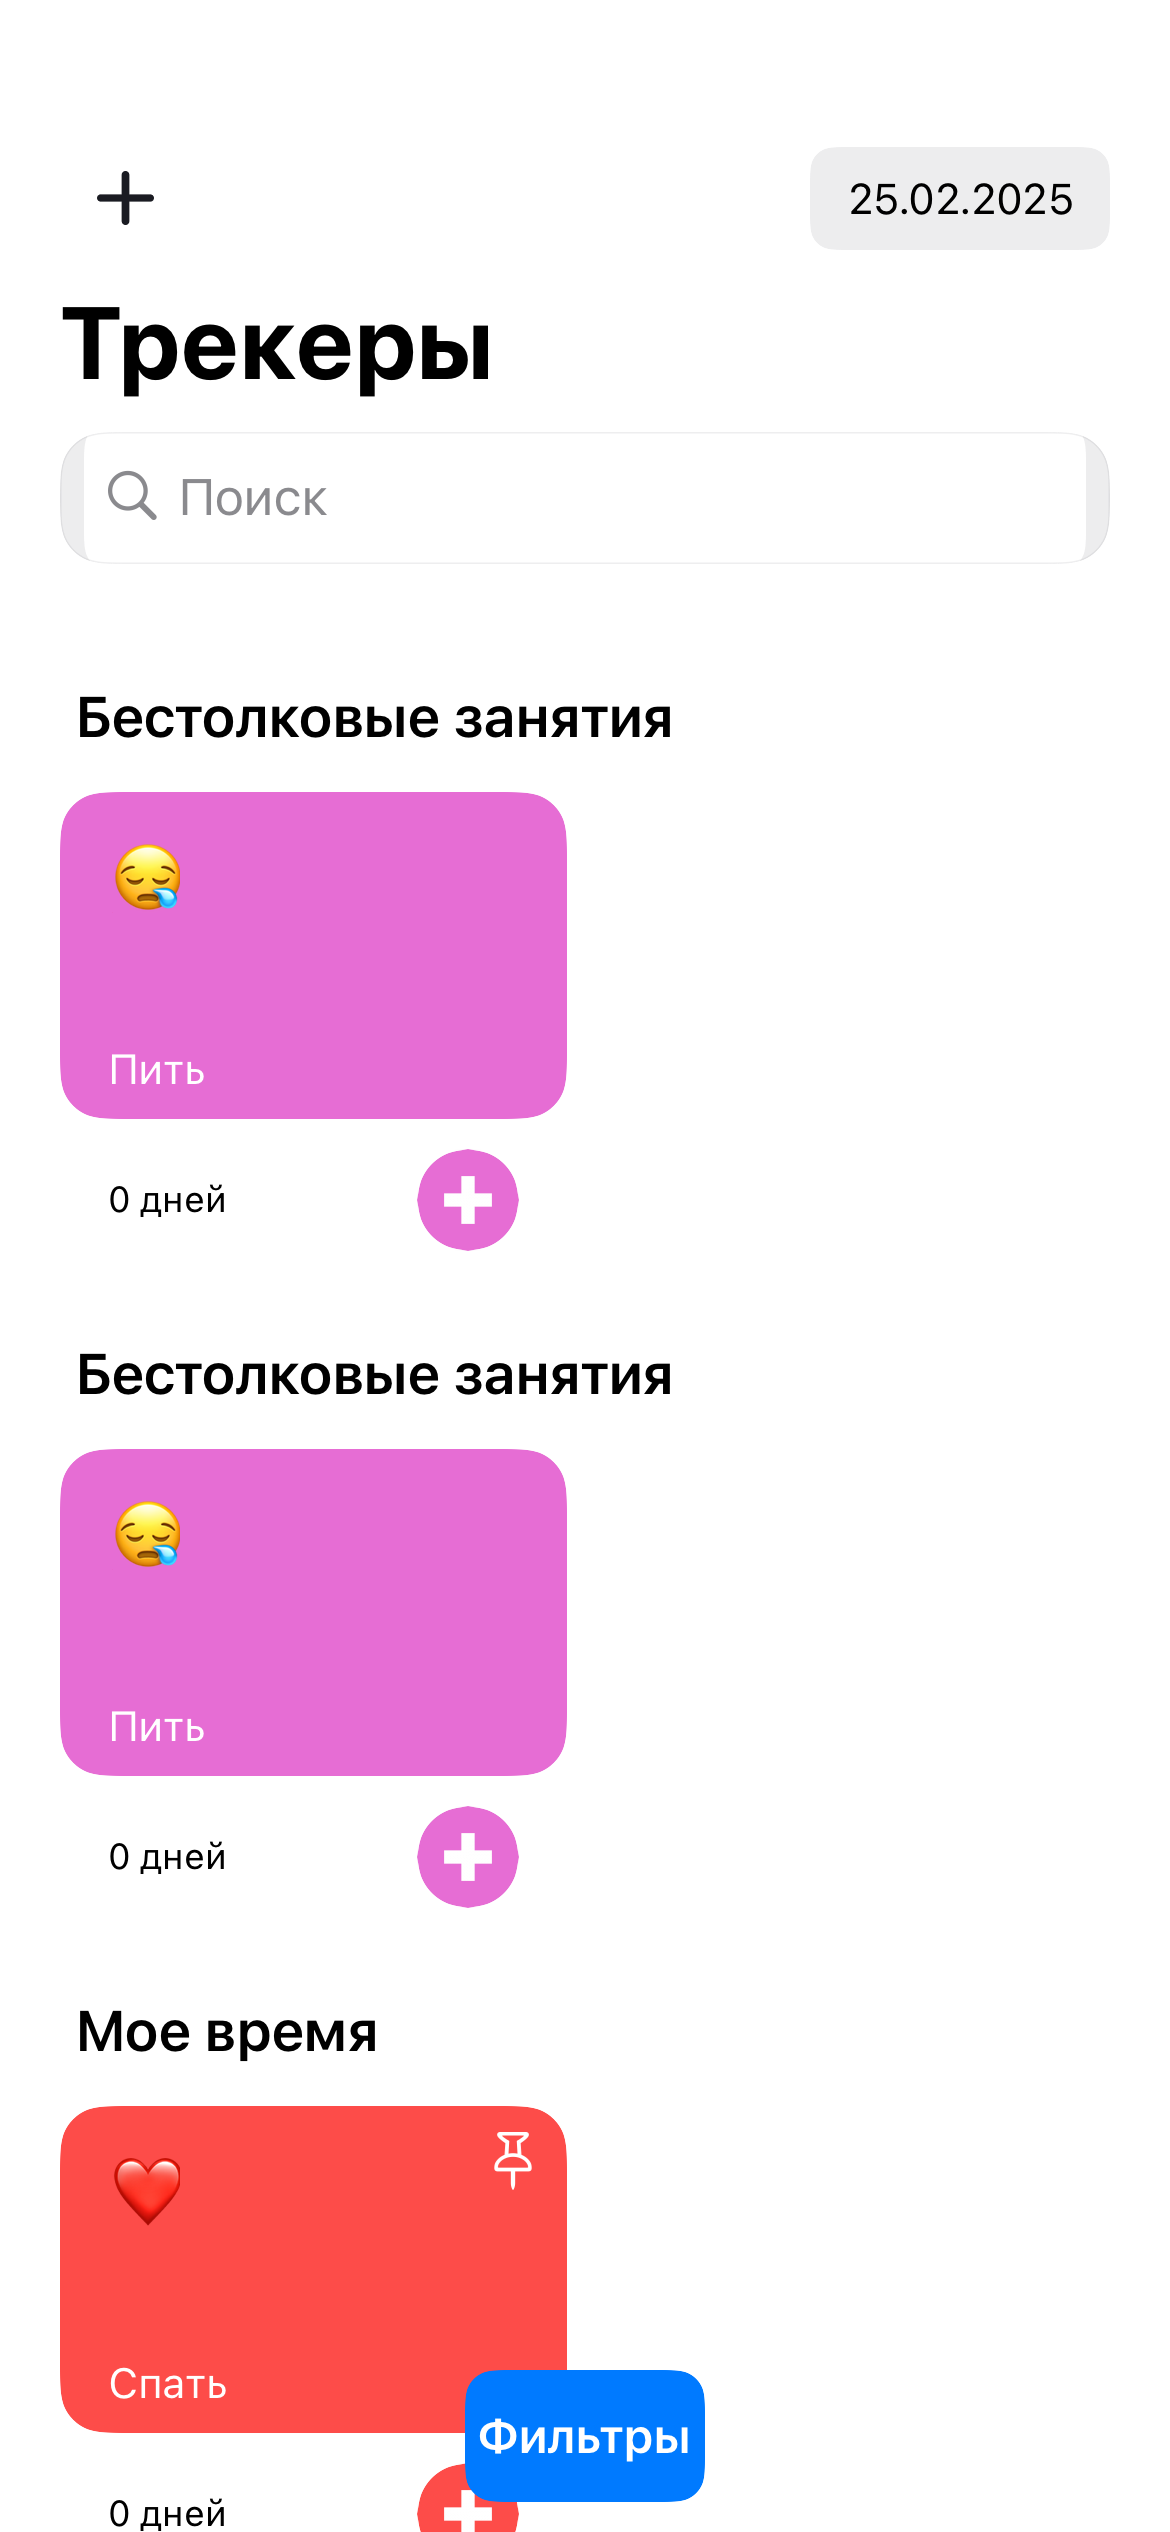 25.02.2025
Трекеры
Поиск
Бестолковые занятия
Пить
0 дней
Бестолковые занятия
Пить
0 дней
Мое время
Спать
Фильтры
0 дней